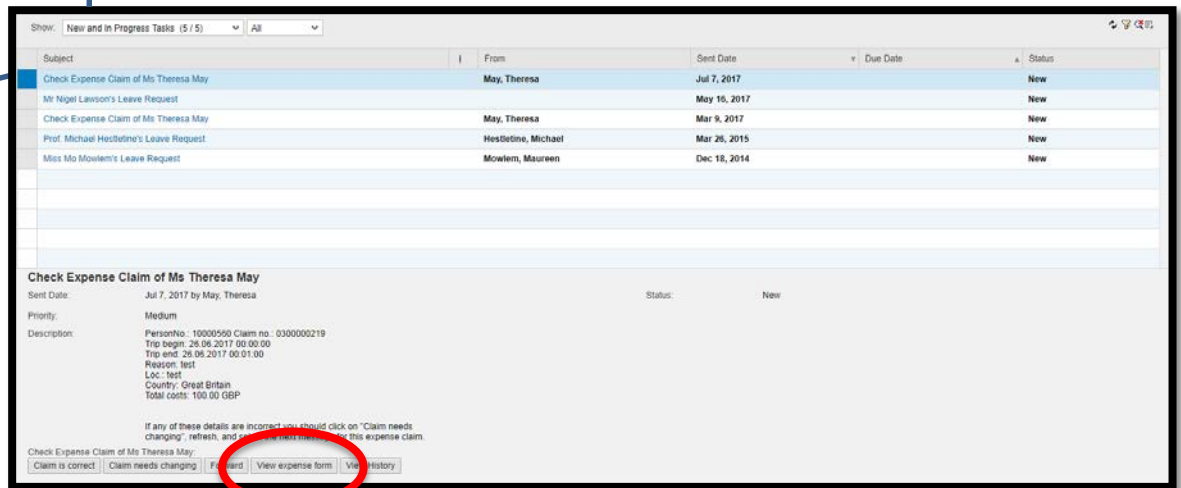 Show: New and in Progress Tasks (5 / 5) All
Subject From Sent Date Due Date Status
Check Expense Claim of Ms Theresa May May, Theresa Jul 7, 2017 New
Mr Nigel Lawson's Leave Request May 16, 2017 New
Check Expense Claim of Ms Theresa May May, Theresa Mar 9, 2017 New
Prof. Michael Hestletine's Leave Request Hestletine, Michael Mar 26, 2015 New
Miss Mo Mowlem's Leave Request Mowlem, Maureen Dec 18, 2014 New
Check Expense Claim of Ms Theresa May
Sent Date: Jul 7, 2017 by May, Theresa Status: New
Priority: Medium
Description: PersonNo.: 10000560 Claim no.: 0300000219
Trip begin: 26.06.2017 00:00:00
Trip end: 26.06.2017 00:01:00
Reason: test
Loc.: test
Country: Great Britain
Total costs: 100.00 GBP
If any of these details are incorrect you should click on "Claim needs
changing", refresh, and next for this expense claim.
Check Expense Claim of Ms Theresa May:
Claim is correct Claim needs changing Forward View expense form View History